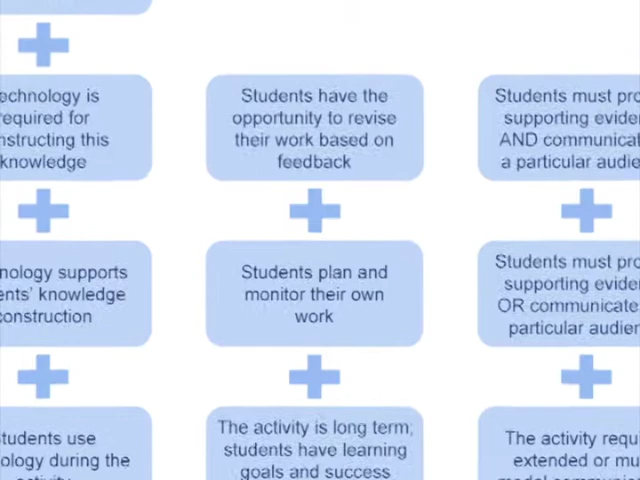 echnology is
equired for
nstructing this
knowledge
Students have the
opportunity to revise
their work based on
feedback
Students must pro
supporting eviden
AND communicat
a particular audie
nology supports
ents' knowledge
construction
Students plan and
monitor their own
work
Students must pro
supporting eviden
OR communicate
particular audien
tudents use
ology during the
The activity is long term;
students have learning
goals and success
The activity requi
extended or mu